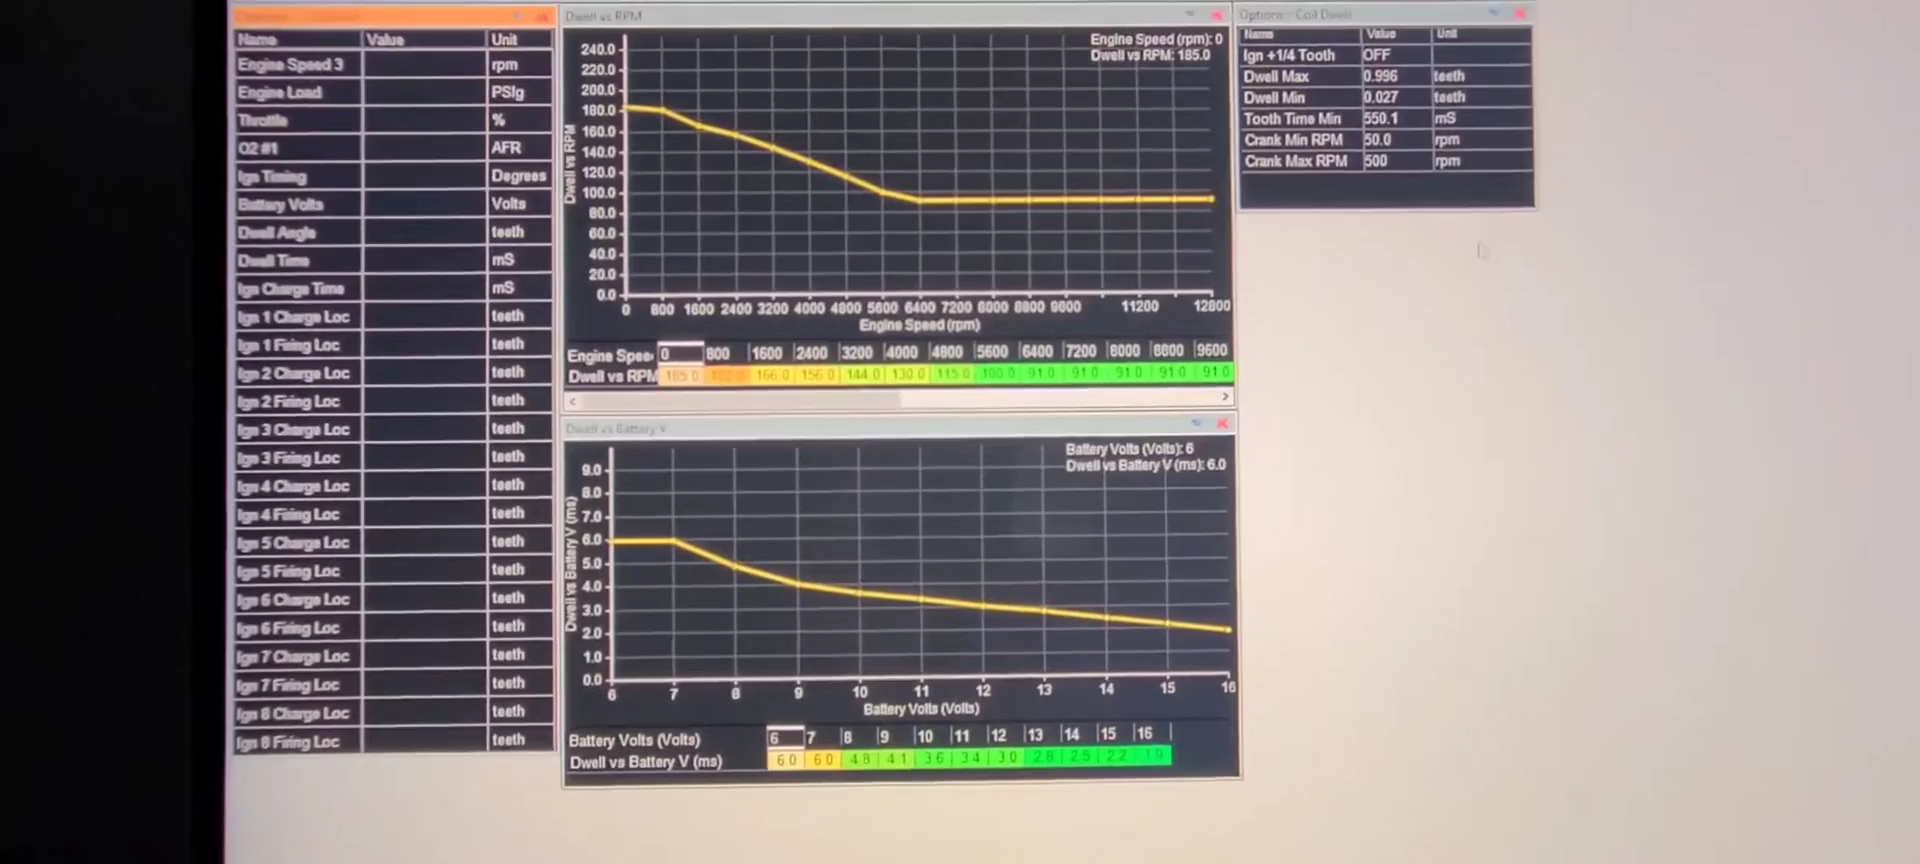 Name Value Unit
Engine Speed 3 rpm
Engine Load PSIg
Throttle %
O2 #1 AFR
Ign Timing Degrees
Battery Volts Volts
Dwell Angle teeth
Dwell Time mS
Ign Charge Time mS
Ign 1 Charge Loc teeth
Ign 1 Firing Loc teeth
Ign 2 Charge Loc teeth
Ign 2 Firing Loc teeth
Ign 3 Charge Loc teeth
Ign 3 Firing Loc teeth
Ign 4 Charge Loc teeth
Ign 4 Firing Loc teeth
Ign 5 Charge Loc teeth
Ign 5 Firing Loc teeth
Ign 6 Charge Loc teeth
Ign 6 Firing Loc teeth
Ign 7 Charge Loc teeth
Ign 7 Firing Loc teeth
Ign 8 Charge Loc teeth
Ign 8 Firing Loc teeth
Dwell vs RPM
Engine Speed (rpm): 0
Dwell vs RPM: 185.0
240.0
220.0
200.0
180.0
160.0
140.0
120.0
100.0
80.0
60.0
40.0
20.0
0.0
Dwell vs RPM
0 800 1600 2400 3200 4000 4800 5600 6400 7200 8000 8800 9600 11200 12800
Engine Speed (rpm)
Engine Spee 0 800 1600 2400 3200 4000 4800 5600 6400 7200 8000 8800 9600
Dwell vs RPM 185.0 166.0 156.0 144.0 130.0 115.0 100.0 91.0 91.0 91.0 91.0 91.0
Dwell vs Battery V
Battery Volts (Volts): 6
Dwell vs Battery V (ms): 6.0
9.0
8.0
7.0
6.0
5.0
4.0
3.0
2.0
1.0
0.0
Dwell vs Battery V (ms)
6 7 8 9 10 11 12 13 14 15 16
Battery Volts (Volts)
Battery Volts (Volts) 6 7 8 9 10 11 12 13 14 15 16
Dwell vs Battery V (ms) 6.0 6.0 4.8 4.1 3.6 3.4 3.0 2.8 2.5 2.2 1.9
Options - Coil Dwell
Name Value Unit
Ign +1/4 Tooth OFF
Dwell Max 0.996 teeth
Dwell Min 0.027 teeth
Tooth Time Min 550.1 mS
Crank Min RPM 50.0 rpm
Crank Max RPM 500 rpm